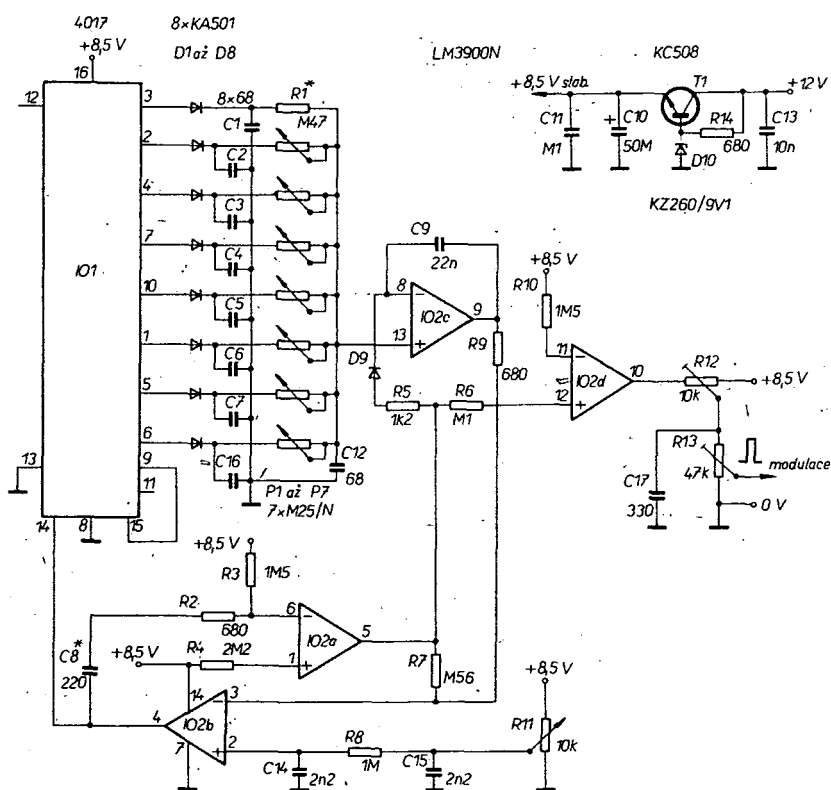 4017 8×KA501
D1 až D8
+8,5 V
LM3900N KC508
16
12
3
8×68
R1*
M47
C1
2
C2
4
C3
7
C4
IO1
10
C5
1
C6
5
C7
6
C16
13
9
11
14
8
15
P1 až P7
7×M25/N
C12
68
+8,5 V stab.
T1
+12 V
C11
M1
+
C10
50M
R14
680
C13
10n
D10
KZ260/9V1
C9
22n
8
−
IO2c
9
13
+
D9
R9
680
R5
1k2
R6
M1
+8,5 V
R10
1M5
11
−
IO2d
10
12
+
R12
10k
+8,5 V
R13
47k
modulace
C17
330
0 V
+8,5 V
R3
1M5
R2
680
6
−
IO2a
5
1
+
R4
2M2
+8,5 V
C8*
220
R7
M56
14
3
−
4
IO2b
7
2
+
C14
2n2
R8
1M
C15
2n2
+8,5 V
R11
10k